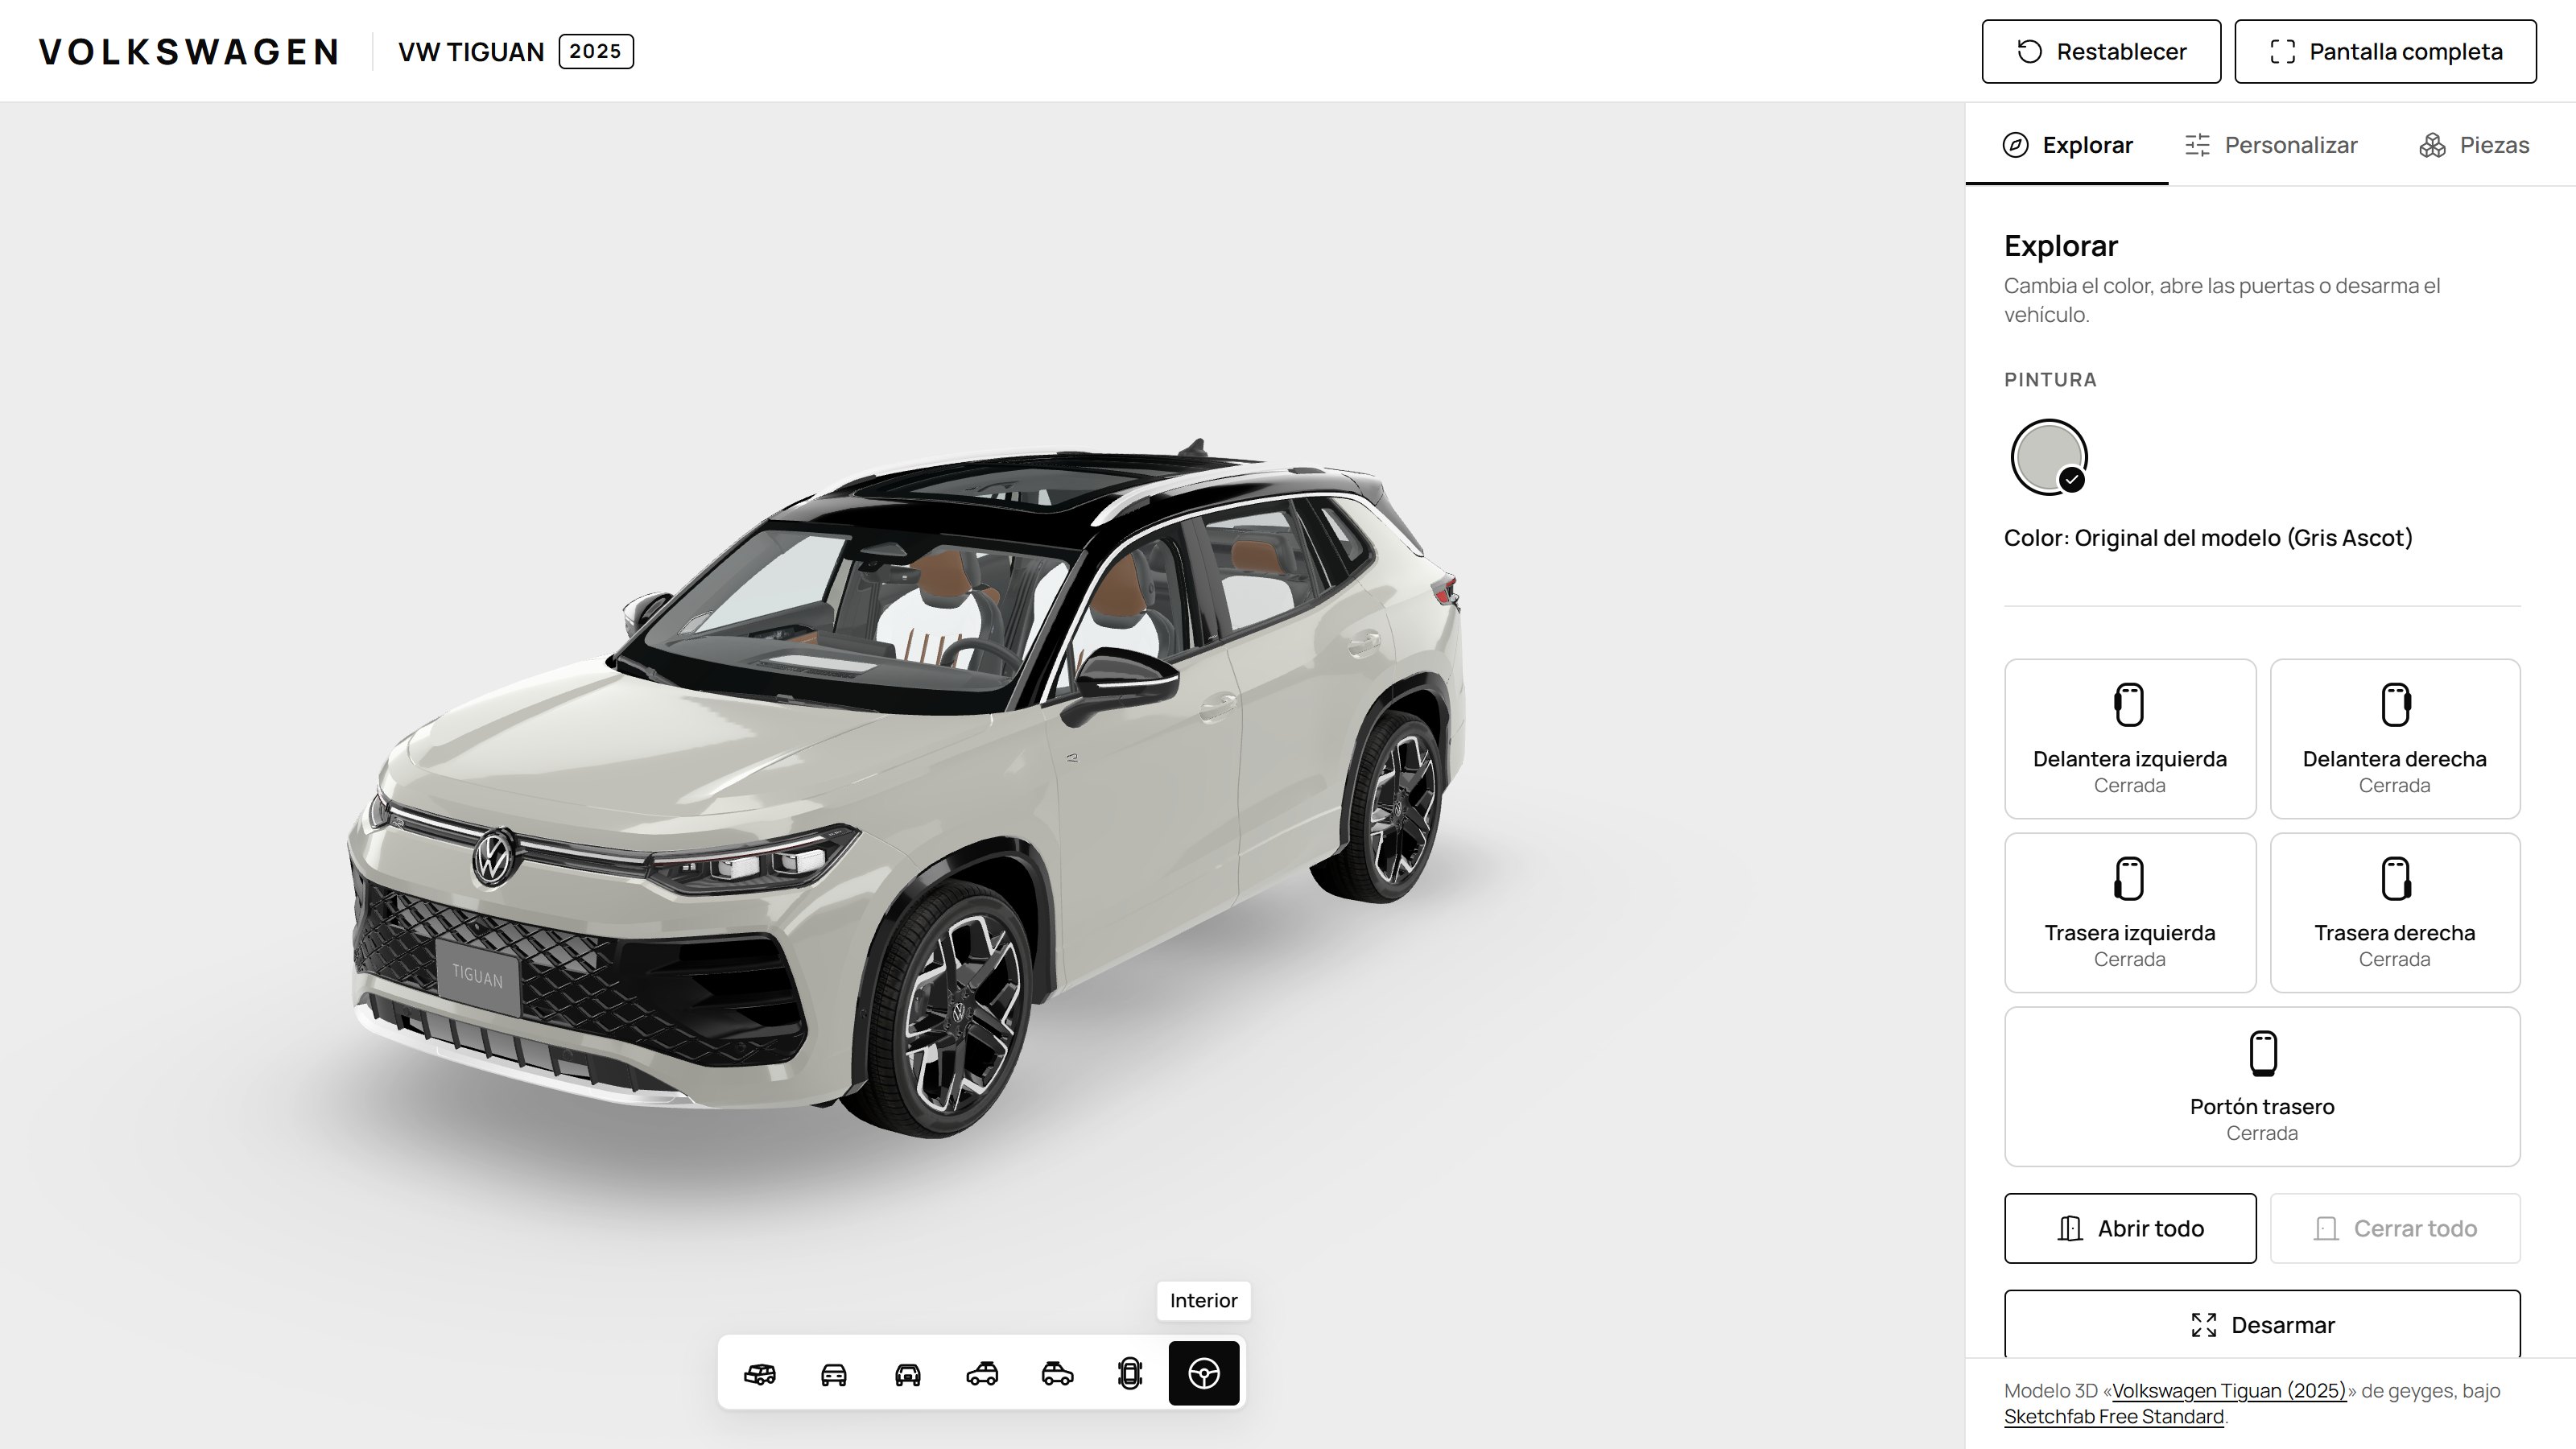 VOLKSWAGEN
VW TIGUAN
2025
Restablecer
Pantalla completa
Explorar
Personalizar
Piezas
Explorar
Cambia el color, abre las puertas o desarma el
vehículo.
PINTURA
Color: Original del modelo (Gris Ascot)
Delantera izquierda
Cerrada
Delantera derecha
Cerrada
Trasera izquierda
Cerrada
Trasera derecha
Cerrada
Portón trasero
Cerrada
Abrir todo
Cerrar todo
Desarmar
TIGUAN
Interior
Modelo 3D «Volkswagen Tiguan (2025)» de geyges, bajo
Sketchfab Free Standard.